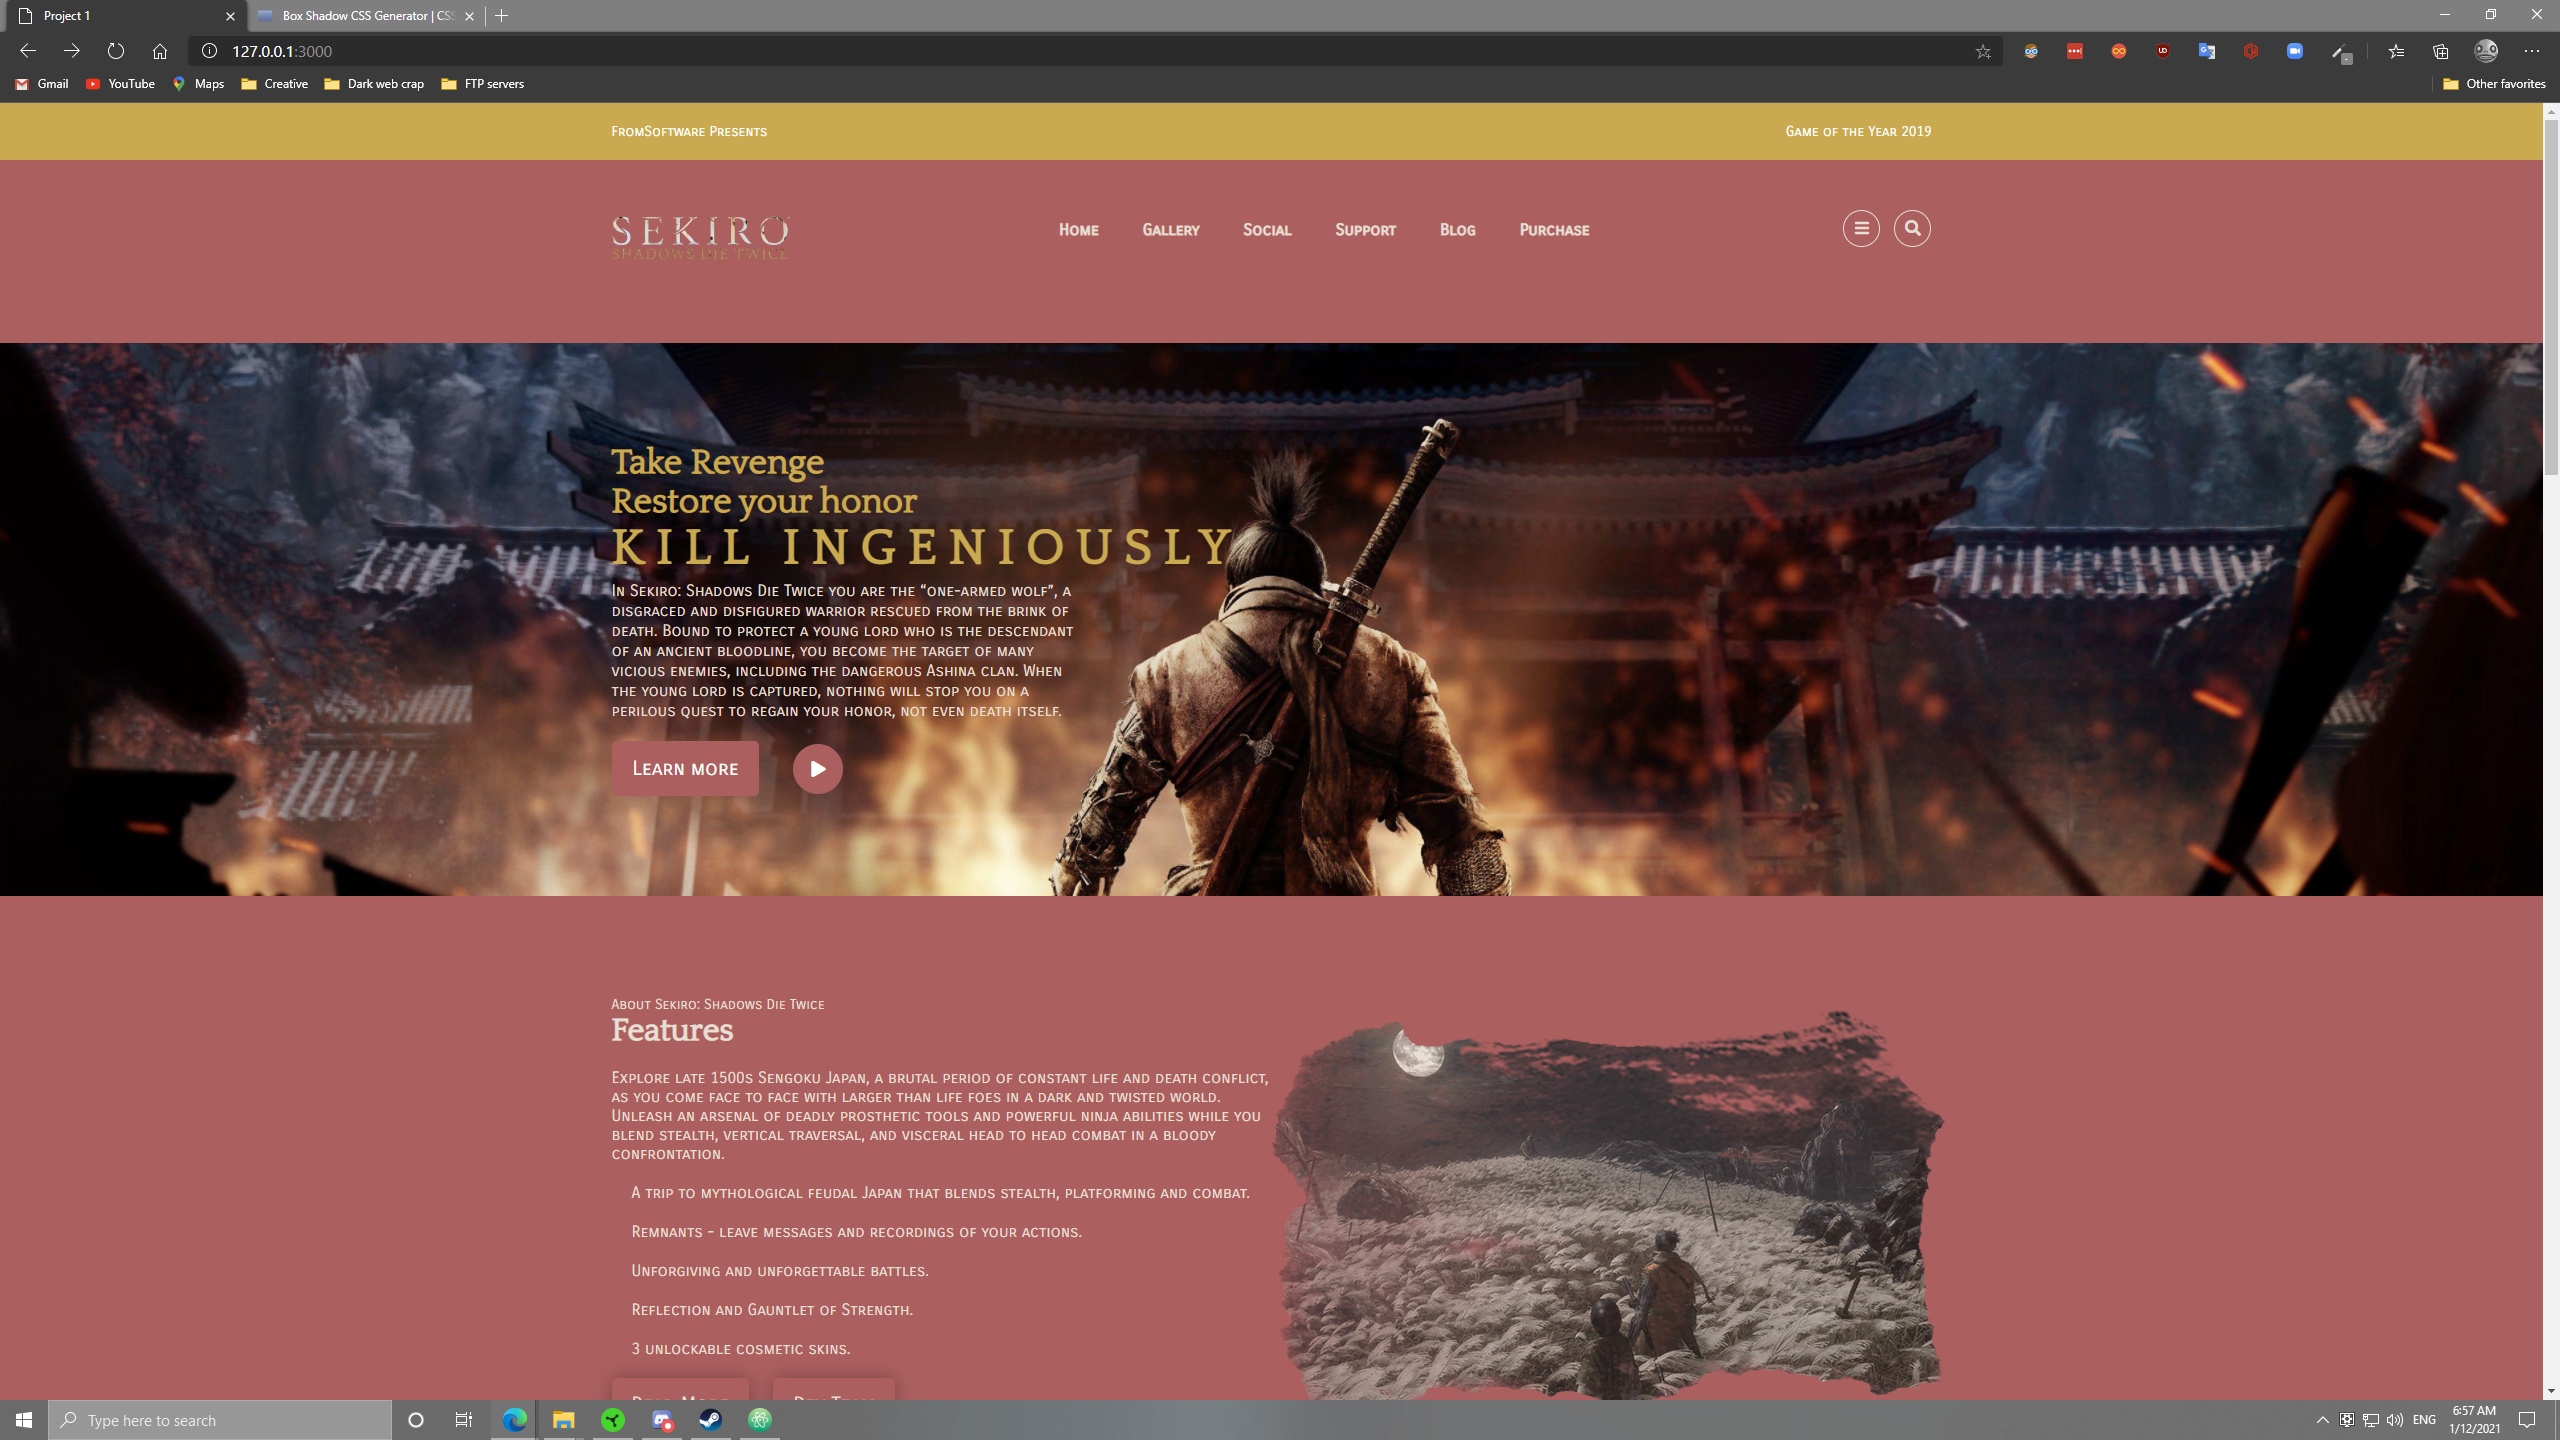 Project 1
Box Shadow CSS Generator | CSS
127.0.0.1:3000
Gmail
YouTube
Maps
Creative
Dark web crap
FTP servers
Other favorites
FromSoftware Presents
Game of the Year 2019
SEKIRO
SHADOWS DIE TWICE
Home
Gallery
Social
Support
Blog
Purchase
Take Revenge
Restore your honor
KILL INGENIOUSLY
In Sekiro: Shadows Die Twice you are the “one-armed wolf”, a
disgraced and disfigured warrior rescued from the brink of
death. Bound to protect a young lord who is the descendant
of an ancient bloodline, you become the target of many
vicious enemies, including the dangerous Ashina clan. When
the young lord is captured, nothing will stop you on a
perilous quest to regain your honor, not even death itself.
Learn more
About Sekiro: Shadows Die Twice
Features
Explore late 1500s Sengoku Japan, a brutal period of constant life and death conflict,
as you come face to face with larger than life foes in a dark and twisted world.
Unleash an arsenal of deadly prosthetic tools and powerful ninja abilities while you
blend stealth, vertical traversal, and visceral head to head combat in a bloody
confrontation.
A trip to mythological feudal Japan that blends stealth, platforming and combat.
Remnants - leave messages and recordings of your actions.
Unforgiving and unforgettable battles.
Reflection and Gauntlet of Strength.
3 unlockable cosmetic skins.
Type here to search
ENG
6:57 AM
1/12/2021